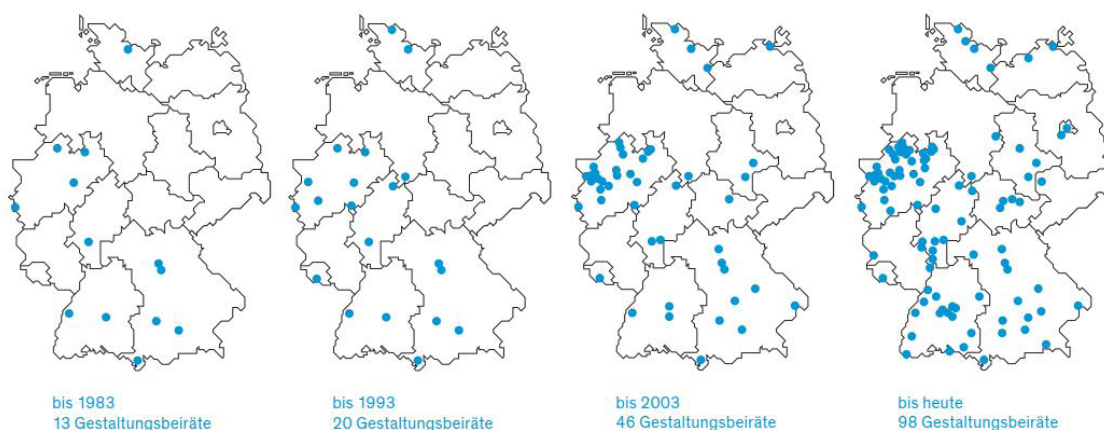 bis 1983
13 Gestaltungsbeiräte
bis 1993
20 Gestaltungsbeiräte
bis 2003
46 Gestaltungsbeiräte
bis heute
98 Gestaltungsbeiräte